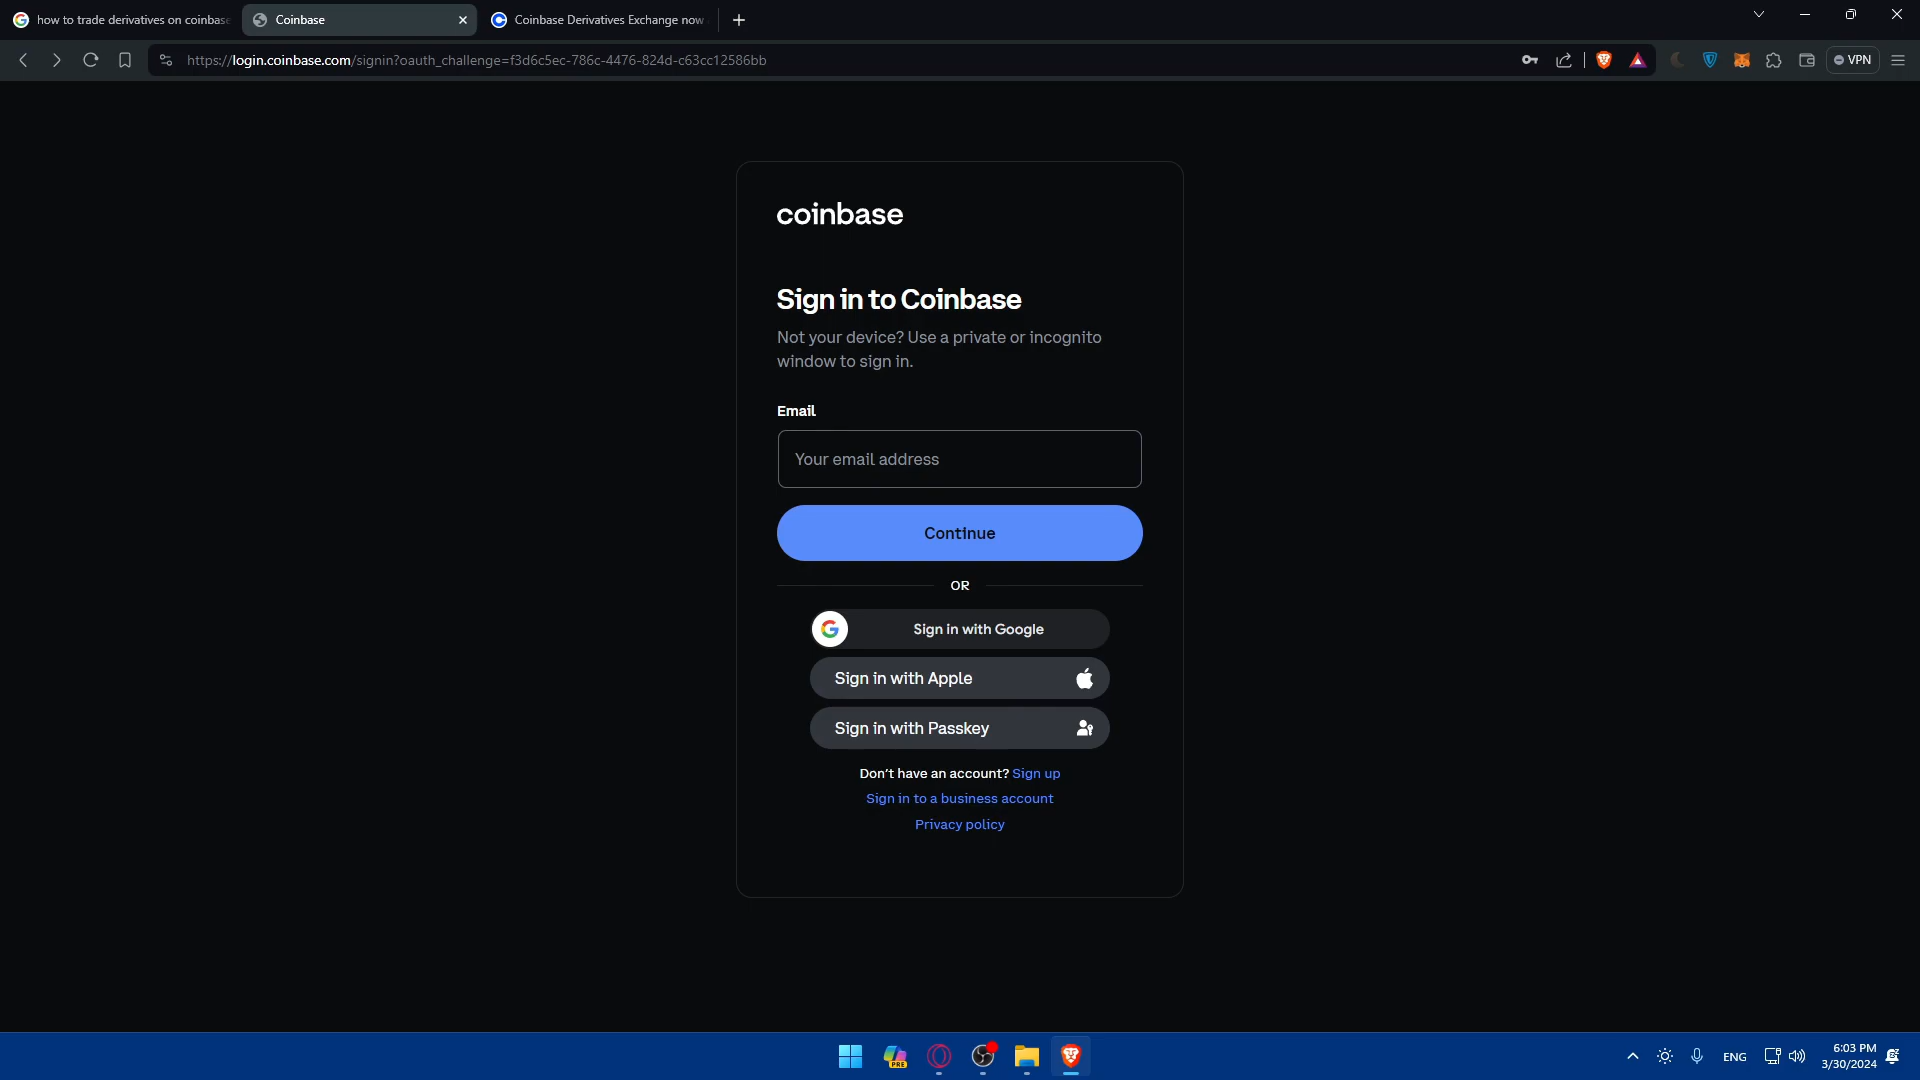 how to trade derivatives on coinbase
Coinbase
Coinbase Derivatives Exchange now
https://login.coinbase.com/signin?oauth_challenge=f3d6c5ec-786c-4476-824d-c63cc12586bb
VPN
coinbase
Sign in to Coinbase
Not your device? Use a private or incognito
window to sign in.
Email
Your email address
Continue
OR
Sign in with Google
Sign in with Apple
Sign in with Passkey
Don't have an account? Sign up
Sign in to a business account
Privacy policy
PRE
ENG
6:03 PM
3/30/2024